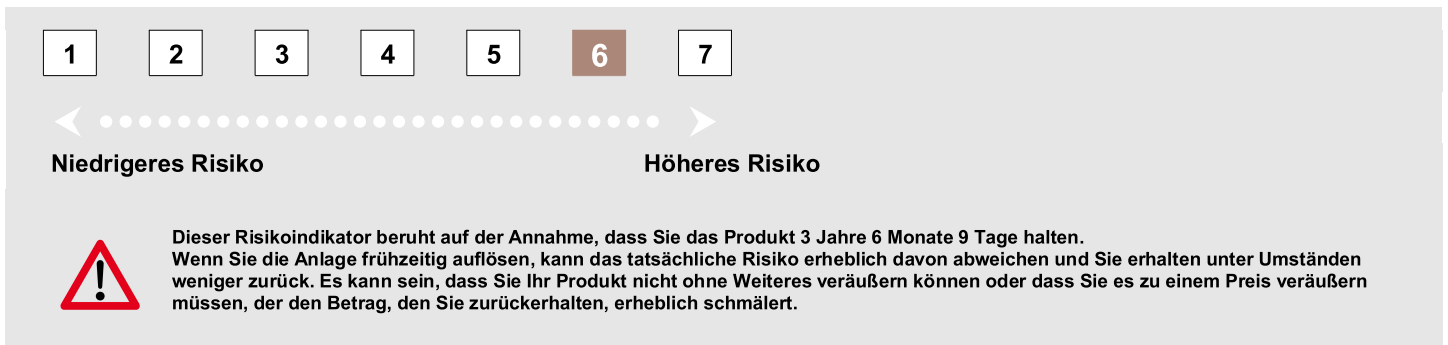 1 2 3 4 5 6 7
Niedrigeres Risiko Höheres Risiko
Dieser Risikoindikator beruht auf der Annahme, dass Sie das Produkt 3 Jahre 6 Monate 9 Tage halten.
Wenn Sie die Anlage frühzeitig auflösen, kann das tatsächliche Risiko erheblich davon abweichen und Sie erhalten unter Umständen
weniger zurück. Es kann sein, dass Sie Ihr Produkt nicht ohne Weiteres veräußern können oder dass Sie es zu einem Preis veräußern
müssen, der den Betrag, den Sie zurückerhalten, erheblich schmälert.